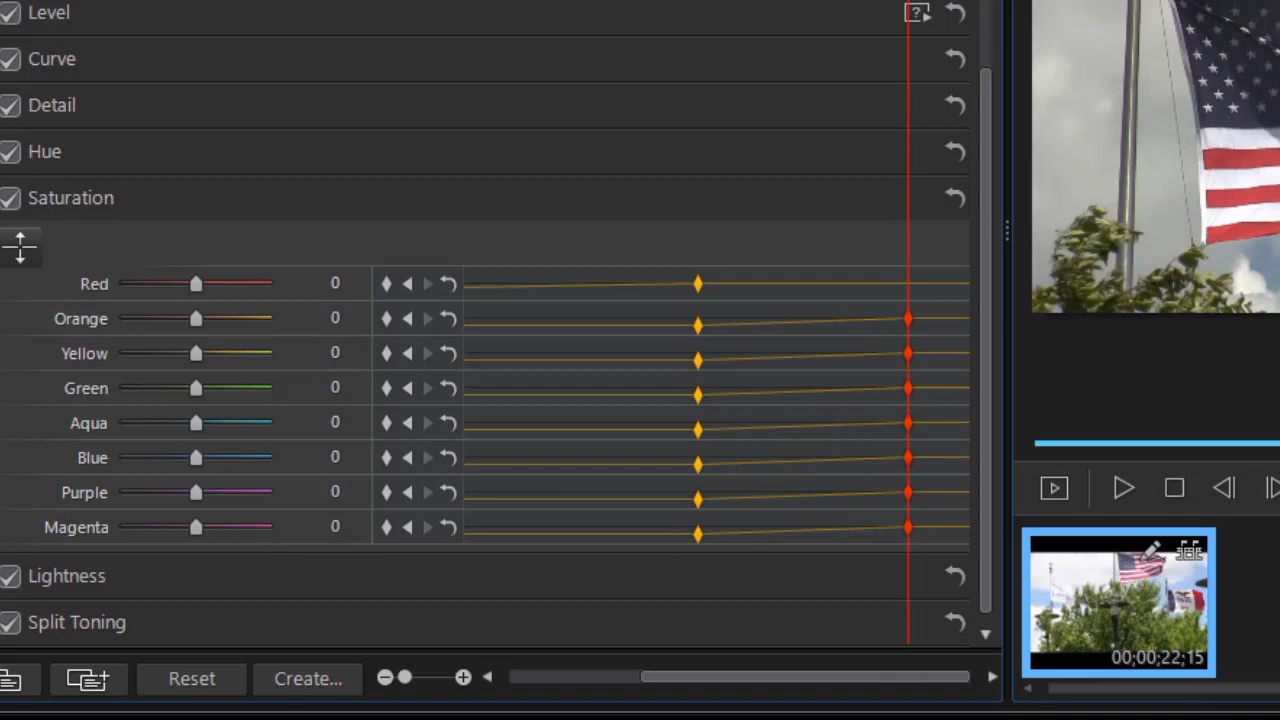 Level
Curve
Detail
Hue
Saturation
Red 0
Orange 0
Yellow 0
Green 0
Aqua 0
Blue 0
Purple 0
Magenta 0
Lightness
Split Toning
Reset Create...
00;00;22;15